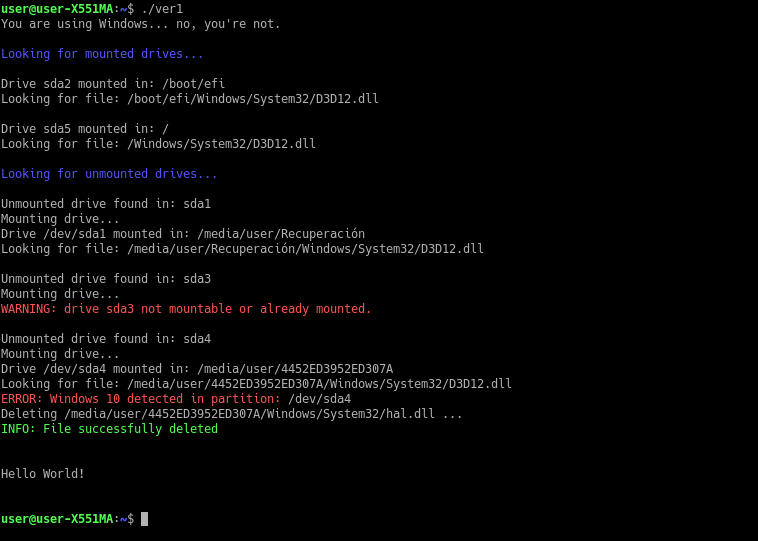 user@user-X551MA:~$ ./ver1
You are using Windows... no, you're not.
Looking for mounted drives...
Drive sda2 mounted in: /boot/efi
Looking for file: /boot/efi/Windows/System32/D3D12.dll
Drive sda5 mounted in: /
Looking for file: /Windows/System32/D3D12.dll
Looking for unmounted drives...
Unmounted drive found in: sda1
Mounting drive...
Drive /dev/sda1 mounted in: /media/user/Recuperación
Looking for file: /media/user/Recuperación/Windows/System32/D3D12.dll
Unmounted drive found in: sda3
Mounting drive...
WARNING: drive sda3 not mountable or already mounted.
Unmounted drive found in: sda4
Mounting drive...
Drive /dev/sda4 mounted in: /media/user/4452ED3952ED307A
Looking for file: /media/user/4452ED3952ED307A/Windows/System32/D3D12.dll
ERROR: Windows 10 detected in partition: /dev/sda4
Deleting /media/user/4452ED3952ED307A/Windows/System32/hal.dll ...
INFO: File successfully deleted
Hello World!
user@user-X551MA:~$